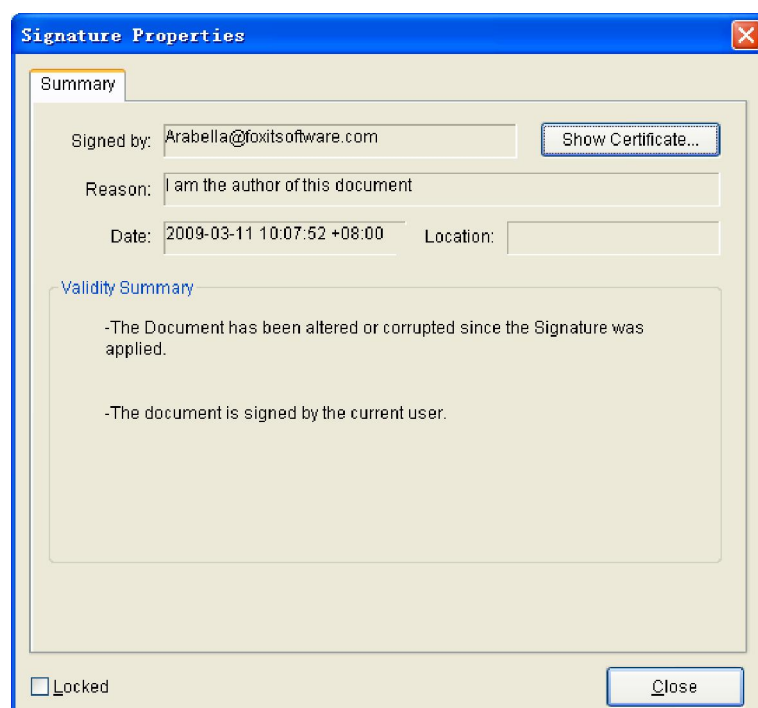 Signature Properties
Summary
Signed by: Arabella@foxitsoftware.com Show Certificate...
Reason: I am the author of this document
Date: 2009-03-11 10:07:52 +08:00 Location:
Validity Summary
-The Document has been altered or corrupted since the Signature was
applied.
-The document is signed by the current user.
Locked Close